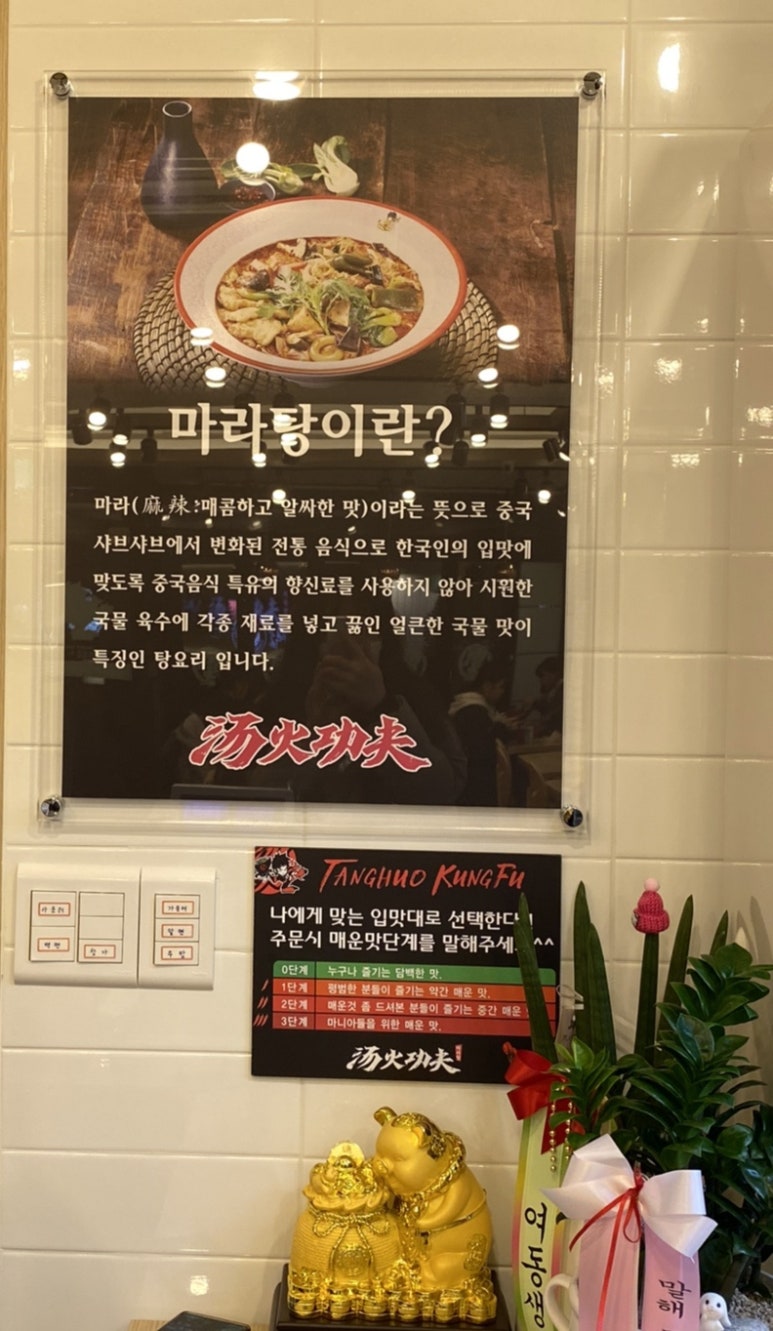 마라탕이란?
마라(麻辣:매콤하고 알싸한 맛)이라는 뜻으로 중국
샤브샤브에서 변화된 전통 음식으로 한국인의 입맛에
맞도록 중국음식 특유의 향신료를 사용하지 않아 시원한
국물 육수에 각종 재료를 넣고 끓인 얼큰한 국물 맛이
특징인 탕요리 입니다.
汤火功夫
TANGHUO KUNGFU
나에게 맞는 입맛대로 선택한다!
주문시 매운맛단계를 말해주세 ^^
0단계 누구나 즐기는 담백한 맛.
1단계 평범한 분들이 즐기는 약간 매운 맛.
2단계 매운것 좀 드셔본 분들이 즐기는 중간 매운
3단계 마니아들을 위한 매운 맛.
汤火功夫
벽면
여동생
말해